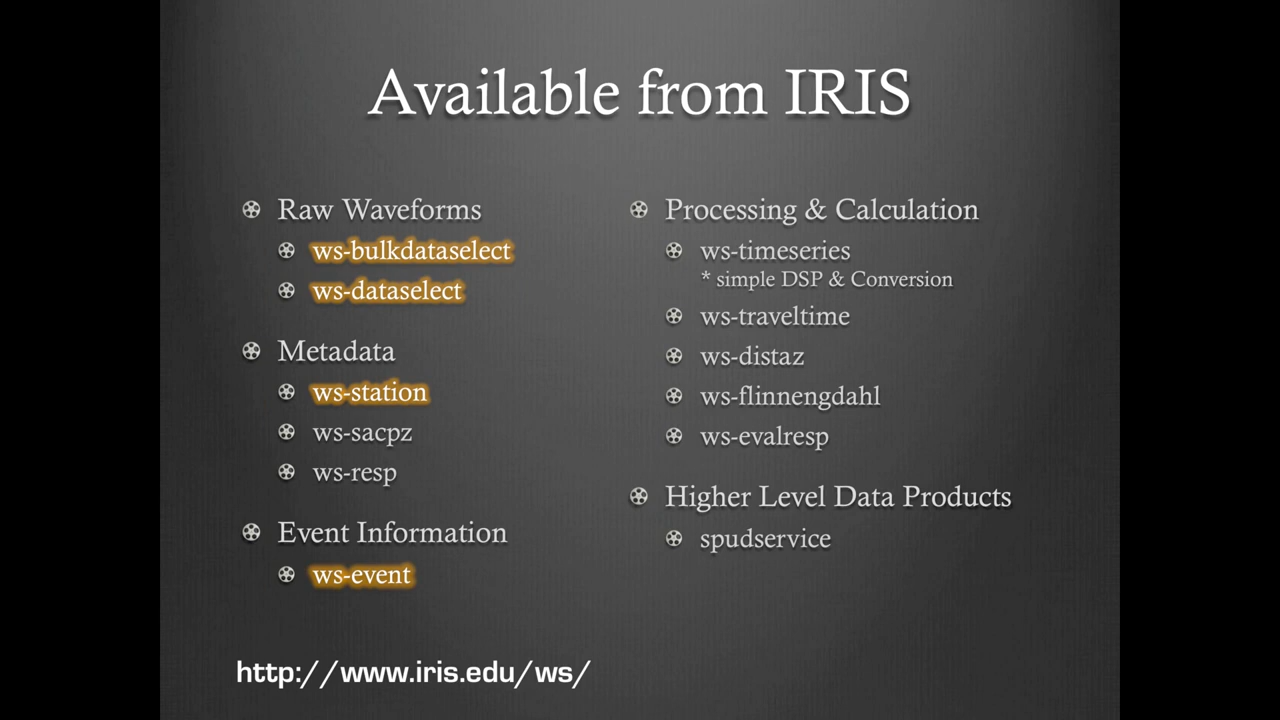 Available from IRIS
Raw Waveforms
ws-bulkdataselect
ws-dataselect
Metadata
ws-station
ws-sacpz
ws-resp
Event Information
ws-event
Processing & Calculation
ws-timeseries
* simple DSP & Conversion
ws-traveltime
ws-distaz
ws-flinnengdahl
ws-evalresp
Higher Level Data Products
spudservice
http://www.iris.edu/ws/